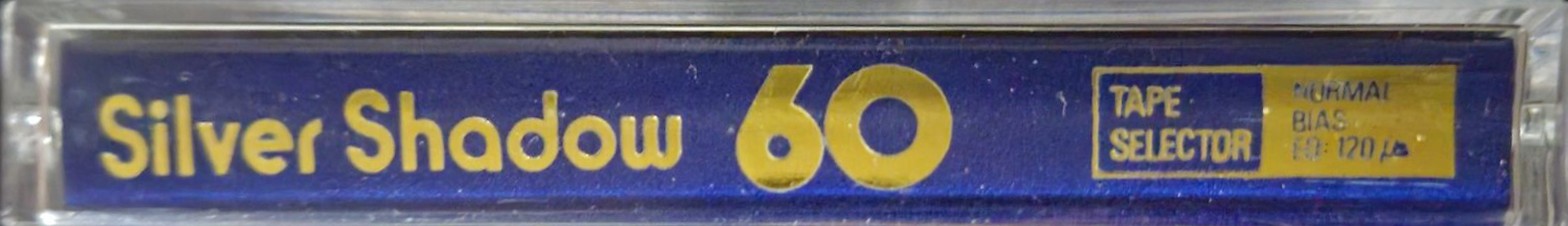 Silver Shadow 60
TAPE
SELECTOR
NORMAL
BIAS
EQ: 120 μs